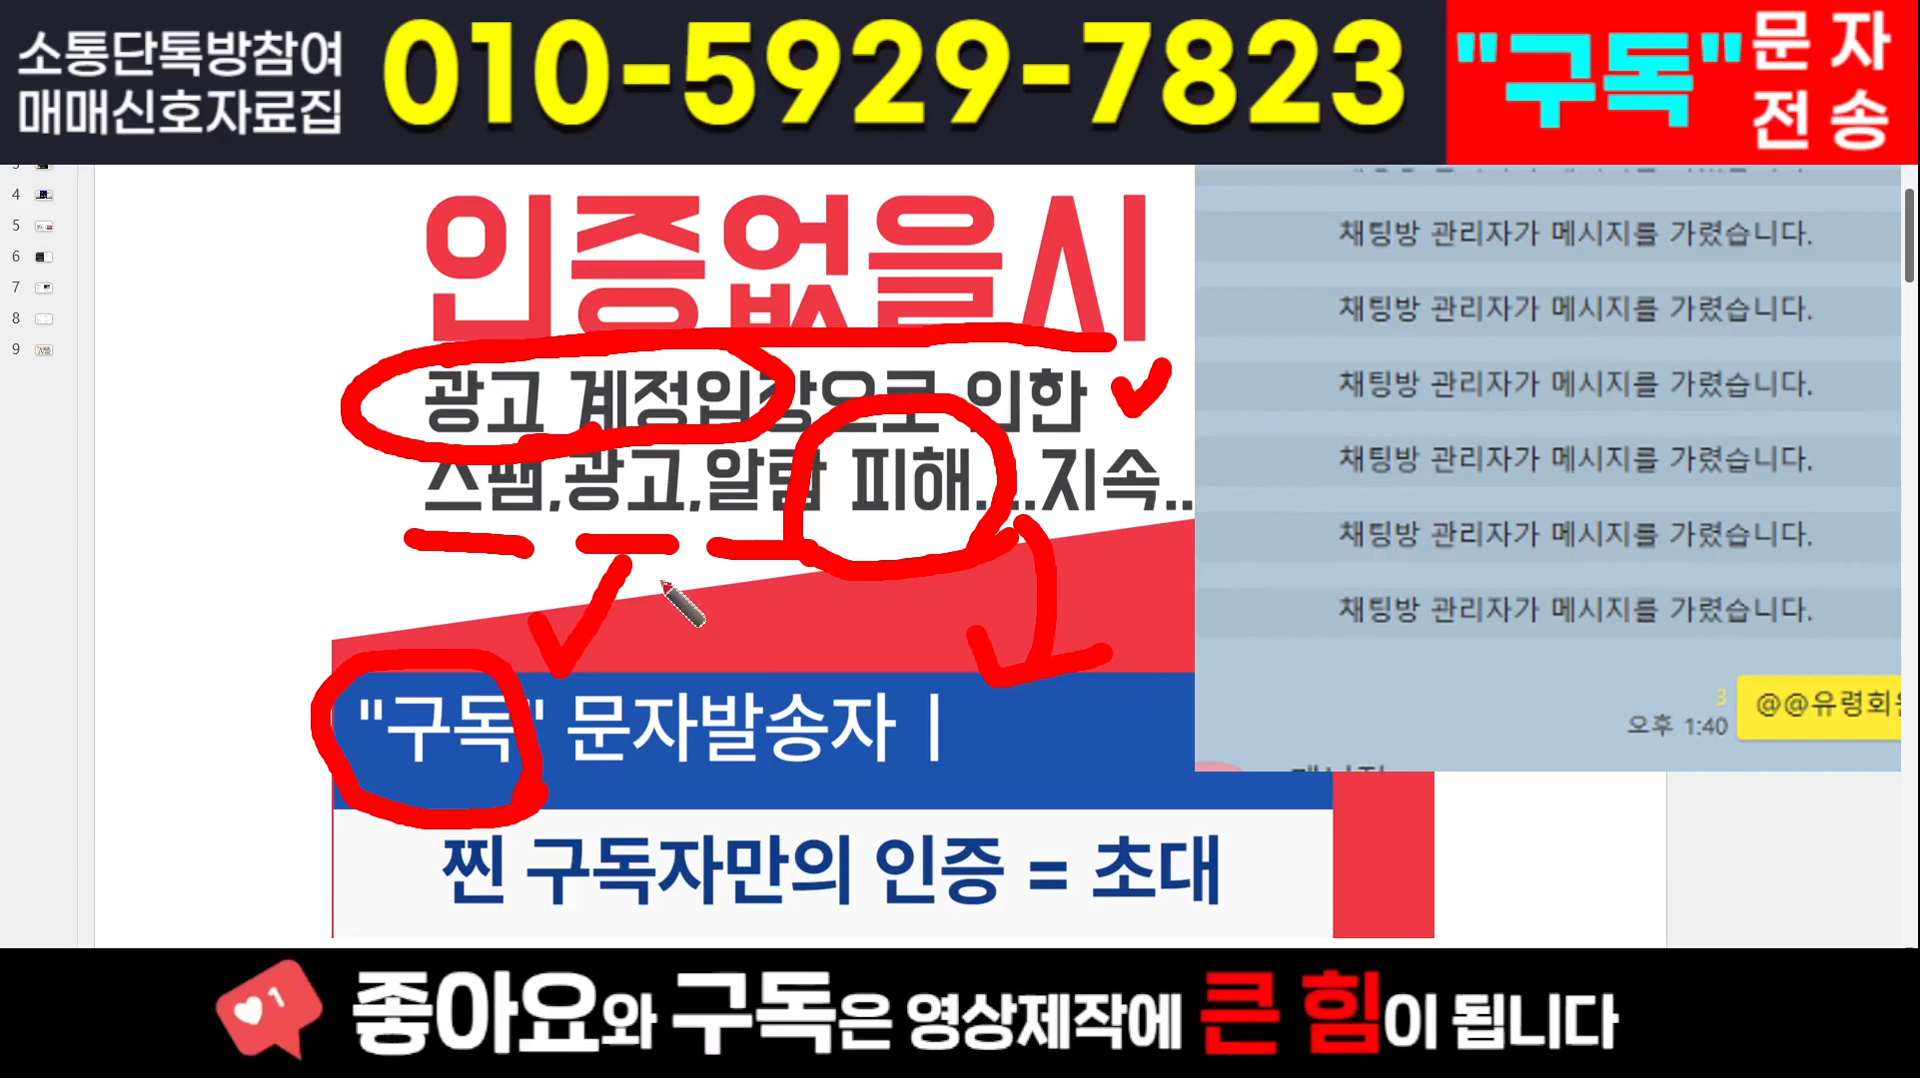 소통단톡방참여
매매신호자료집
010-5929-7823
"구독" 문자
전송
4
5
6
7
8
9
인증없을시
광고 계정입장으로 인한
스팸,광고,알람 피해....지속..
"구독" 문자발송자 |
찐 구독자만의 인증 = 초대
채팅방 관리자가 메시지를 가렸습니다.
채팅방 관리자가 메시지를 가렸습니다.
채팅방 관리자가 메시지를 가렸습니다.
채팅방 관리자가 메시지를 가렸습니다.
채팅방 관리자가 메시지를 가렸습니다.
채팅방 관리자가 메시지를 가렸습니다.
3
오후 1:40
@@유령회원
1
좋아요와 구독은 영상제작에 큰 힘이 됩니다